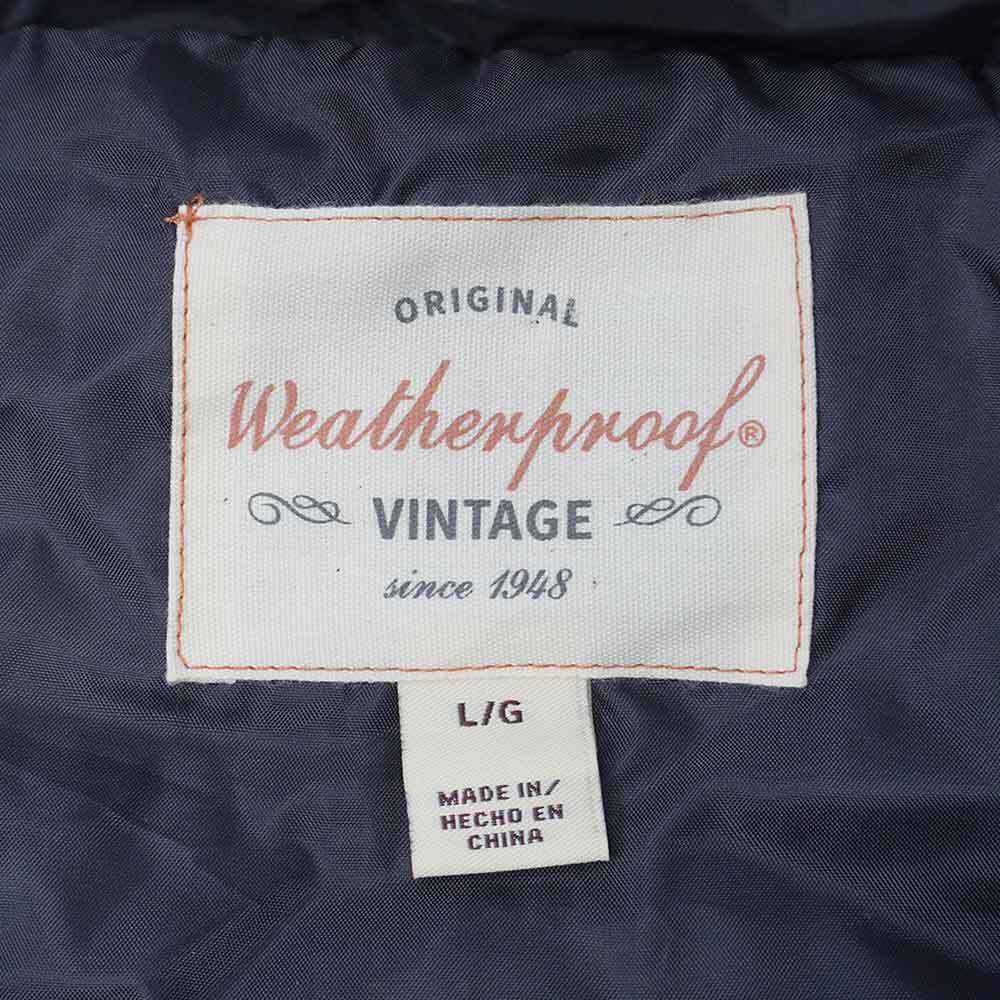 ORIGINAL
Weatherproof®
VINTAGE
since 1948
L/G
MADE IN/
HECHO EN
CHINA